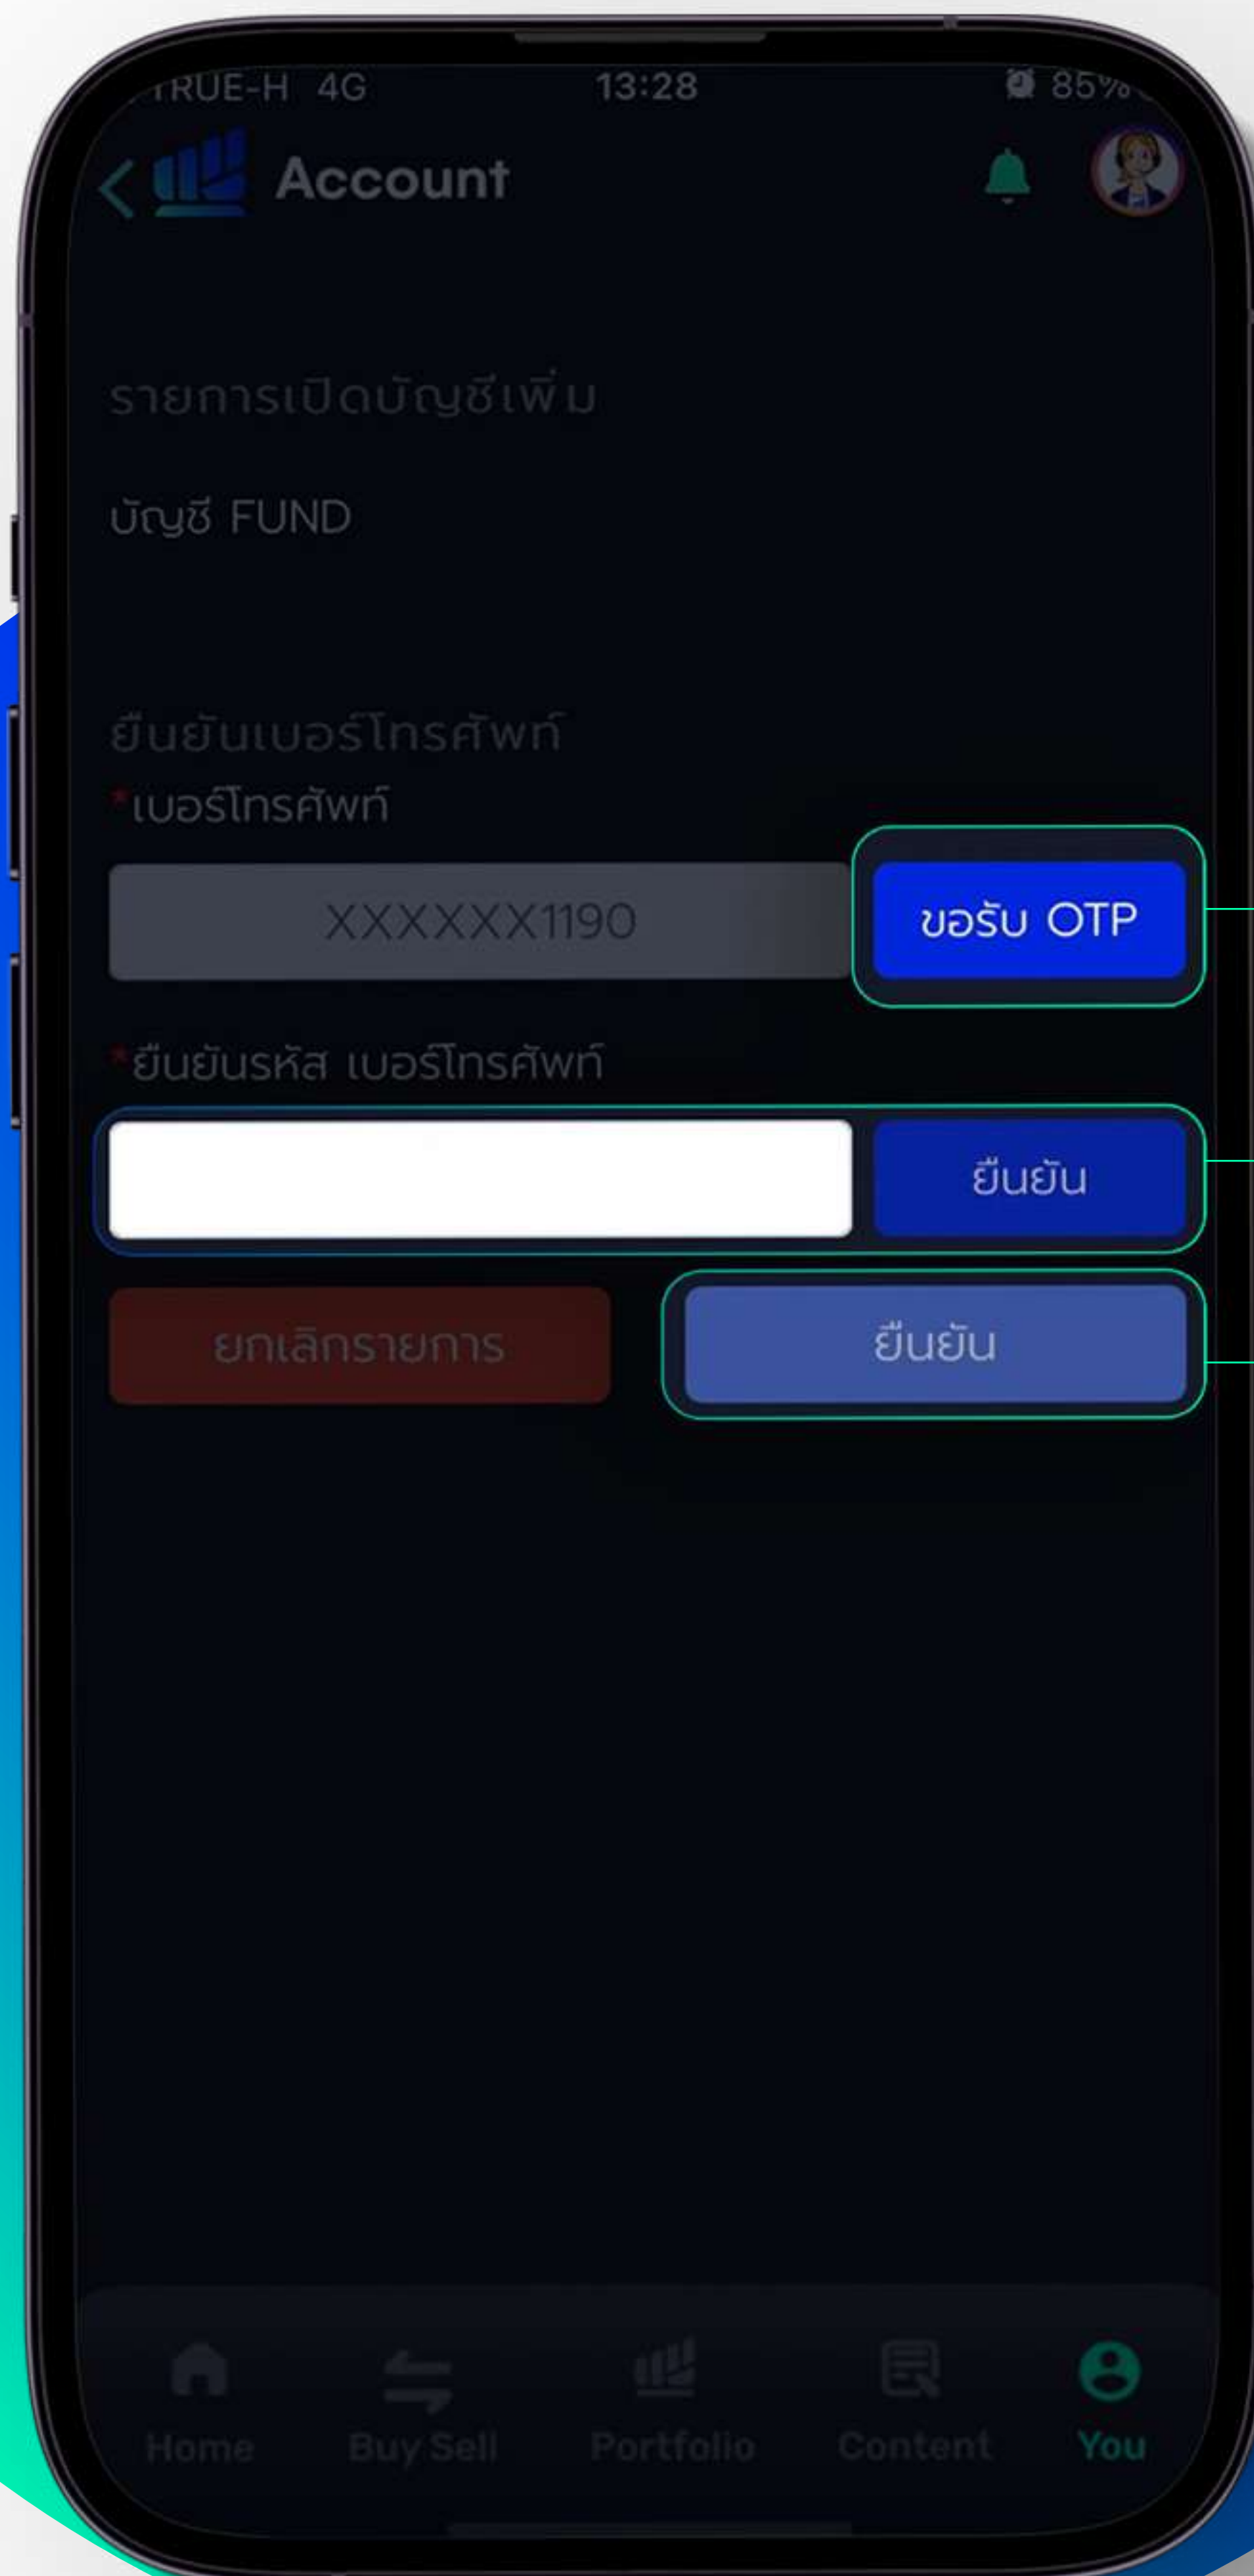 TRUE-H 4G 13:28 85%
Account
รายการเปิดบัญชีเพิ่ม
บัญชี FUND
ยืนยันเบอร์โทรศัพท์
*เบอร์โทรศัพท์
XXXXXX1190 ขอรับ OTP
*ยืนยันรหัส เบอร์โทรศัพท์
ยืนยัน
ยกเลิกรายการ ยืนยัน
Home Buy Sell Portfolio Content You